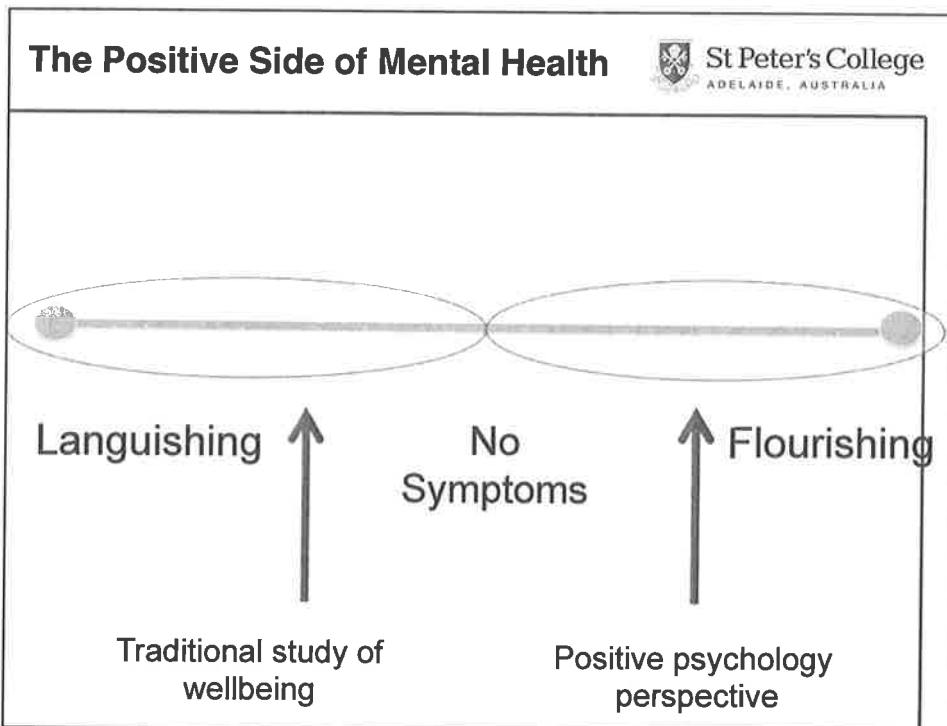 The Positive Side of Mental Health
St Peter's College
ADELAIDE, AUSTRALIA
Languishing
No
Symptoms
Flourishing
Traditional study of
wellbeing
Positive psychology
perspective